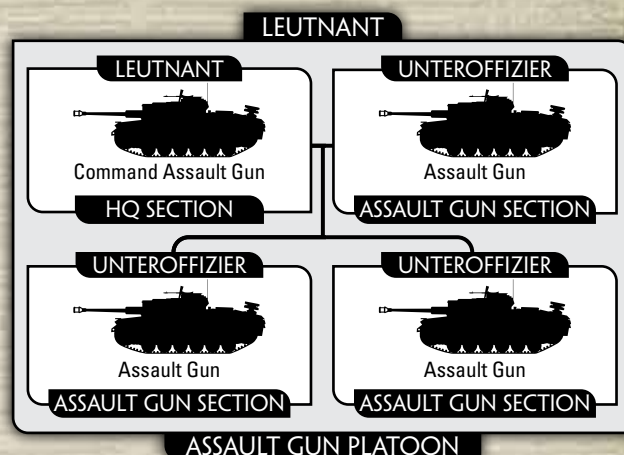 LEUTNANT
LEUTNANT
Command Assault Gun
HQ SECTION
UNTEROFFIZIER
Assault Gun
ASSAULT GUN SECTION
UNTEROFFIZIER
Assault Gun
ASSAULT GUN SECTION
UNTEROFFIZIER
Assault Gun
ASSAULT GUN SECTION
ASSAULT GUN PLATOON